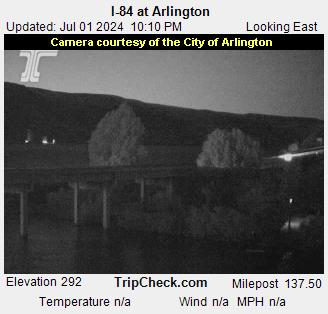 I-84 at Arlington
Updated: Jul 01 2024 10:10 PM Looking East
Camera courtesy of the City of Arlington
Elevation 292 TripCheck.com Milepost 137.50
Temperature n/a Wind n/a MPH n/a